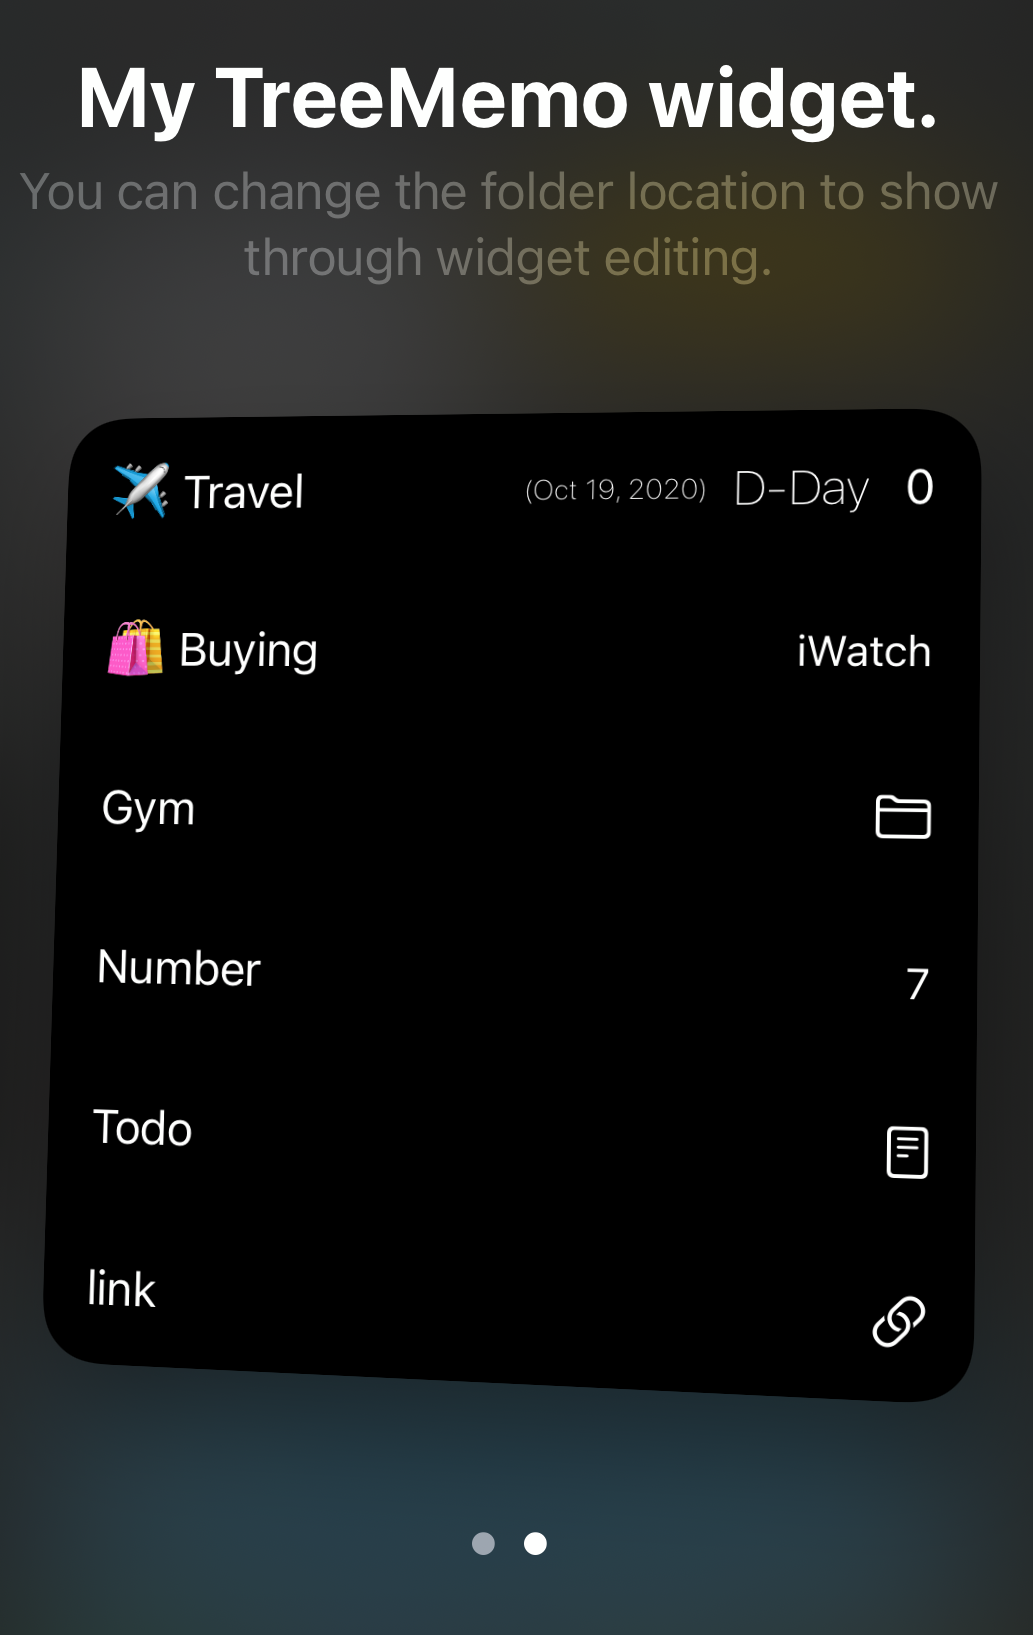 My TreeMemo widget.
You can change the folder location to show
through widget editing.
✈️ Travel (Oct 19, 2020) D-Day 0
🛍️ Buying iWatch
Gym
Number 7
Todo
link